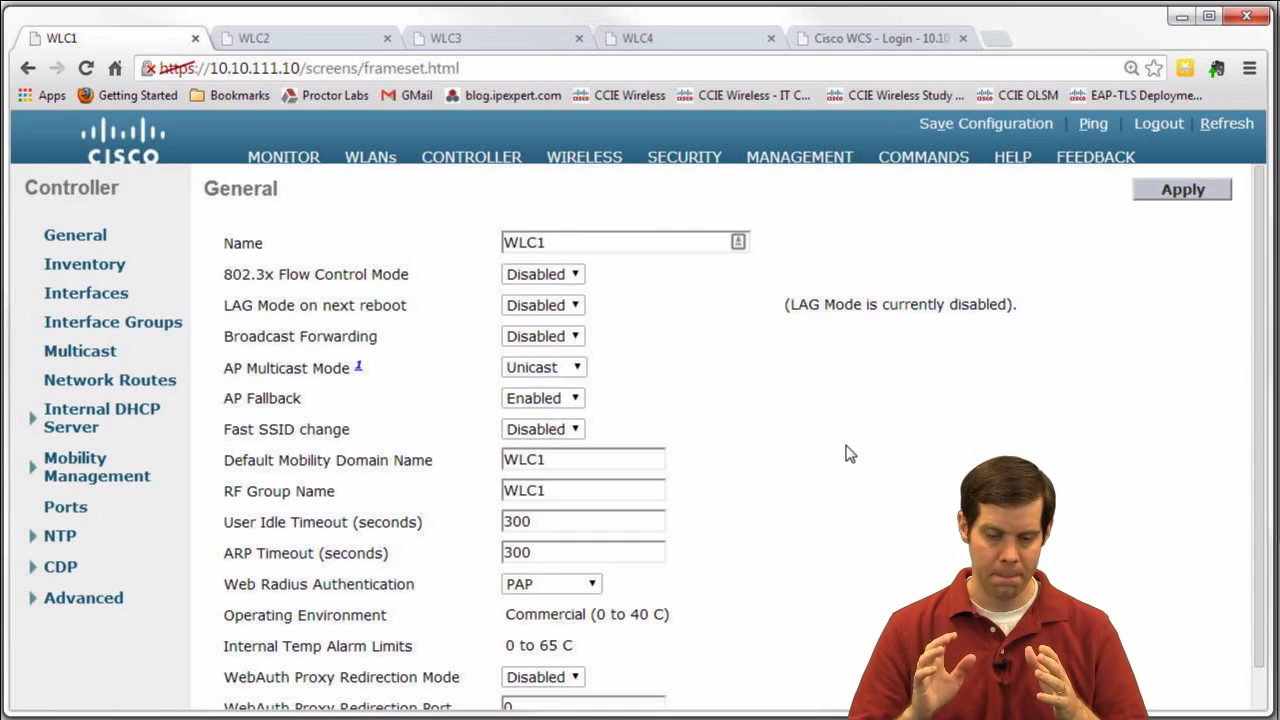 WLC1
WLC2
WLC3
WLC4
Cisco WCS - Login - 10.10
https://10.10.111.10/screens/frameset.html
Apps
Getting Started
Bookmarks
Proctor Labs
GMail
blog.ipexpert.com
CCIE Wireless
CCIE Wireless - IT C...
CCIE Wireless Study ...
CCIE OLSM
EAP-TLS Deployme...
Save Configuration | Ping | Logout | Refresh
CISCO
MONITOR WLANs CONTROLLER WIRELESS SECURITY MANAGEMENT COMMANDS HELP FEEDBACK
Controller
General
Inventory
Interfaces
Interface Groups
Multicast
Network Routes
Internal DHCP
Server
Mobility
Management
Ports
NTP
CDP
Advanced
General
Apply
Name WLC1
802.3x Flow Control Mode Disabled
LAG Mode on next reboot Disabled (LAG Mode is currently disabled).
Broadcast Forwarding Disabled
AP Multicast Mode 1 Unicast
AP Fallback Enabled
Fast SSID change Disabled
Default Mobility Domain Name WLC1
RF Group Name WLC1
User Idle Timeout (seconds) 300
ARP Timeout (seconds) 300
Web Radius Authentication PAP
Operating Environment Commercial (0 to 40 C)
Internal Temp Alarm Limits 0 to 65 C
WebAuth Proxy Redirection Mode Disabled
WebAuth Proxy Redirection Port 0